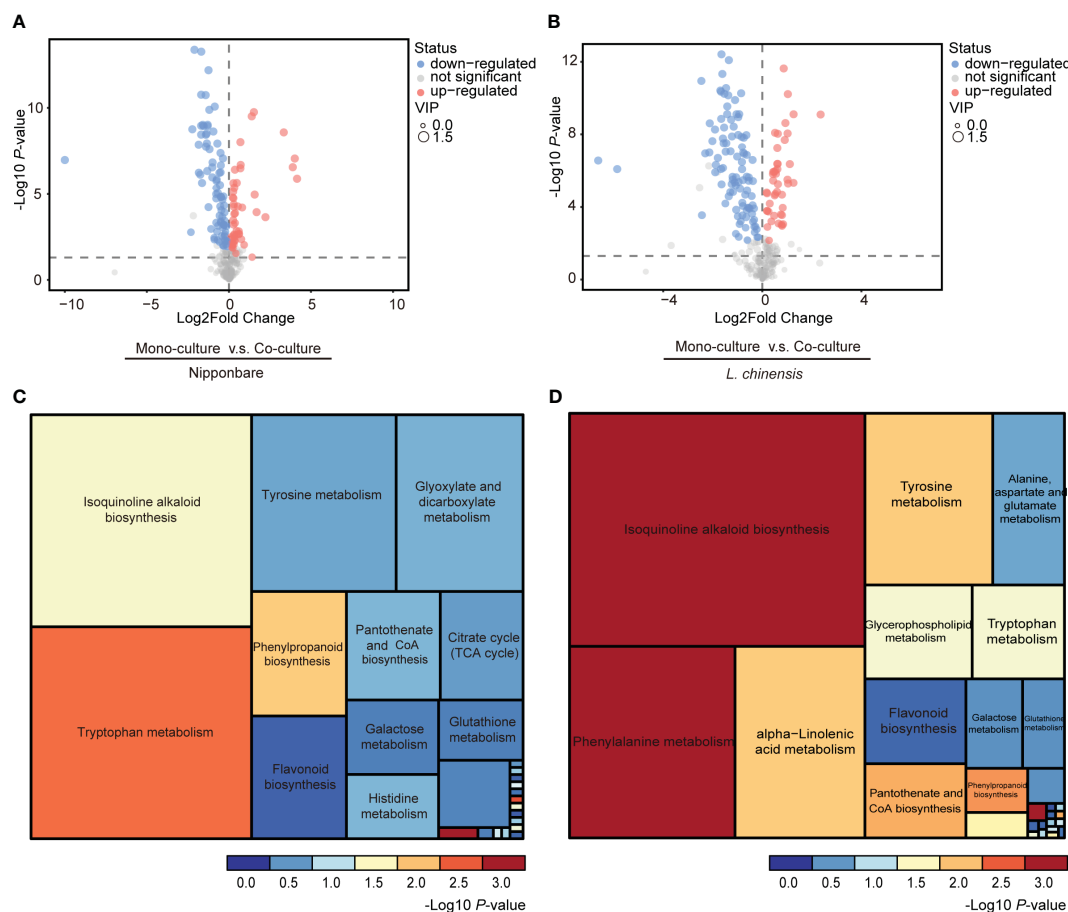 A
10
5
0
-Log10 P-value
−10
−5
0
5
10
Log2Fold Change
Status
down−regulated
not significant
up−regulated
VIP
0.0
1.5
Mono-culture v.s. Co-culture
Nipponbare
B
12
8
4
0
-Log10 P-value
−4
0
4
Log2Fold Change
Status
down−regulated
not significant
up−regulated
VIP
0.0
1.5
Mono-culture v.s. Co-culture
L. chinensis
C
Isoquinoline alkaloid
biosynthesis
Tyrosine metabolism
Glyoxylate and
dicarboxylate
metabolism
Tryptophan metabolism
Phenylpropanoid
biosynthesis
Pantothenate
and CoA
biosynthesis
Citrate cycle
(TCA cycle)
Flavonoid
biosynthesis
Galactose
metabolism
Glutathione
metabolism
Histidine
metabolism
0.0
0.5
1.0
1.5
2.0
2.5
3.0
-Log10 P-value
D
Isoquinoline alkaloid biosynthesis
Tyrosine
metabolism
Alanine,
aspartate and
glutamate
metabolism
Glycerophospholipid
metabolism
Tryptophan
metabolism
Phenylalanine metabolism
alpha−Linolenic
acid metabolism
Flavonoid
biosynthesis
Galactose
metabolism
Glutathione
metabolism
Pantothenate and
CoA biosynthesis
Phenylpropanoid
biosynthesis
0.0
0.5
1.0
1.5
2.0
2.5
3.0
-Log10 P-value